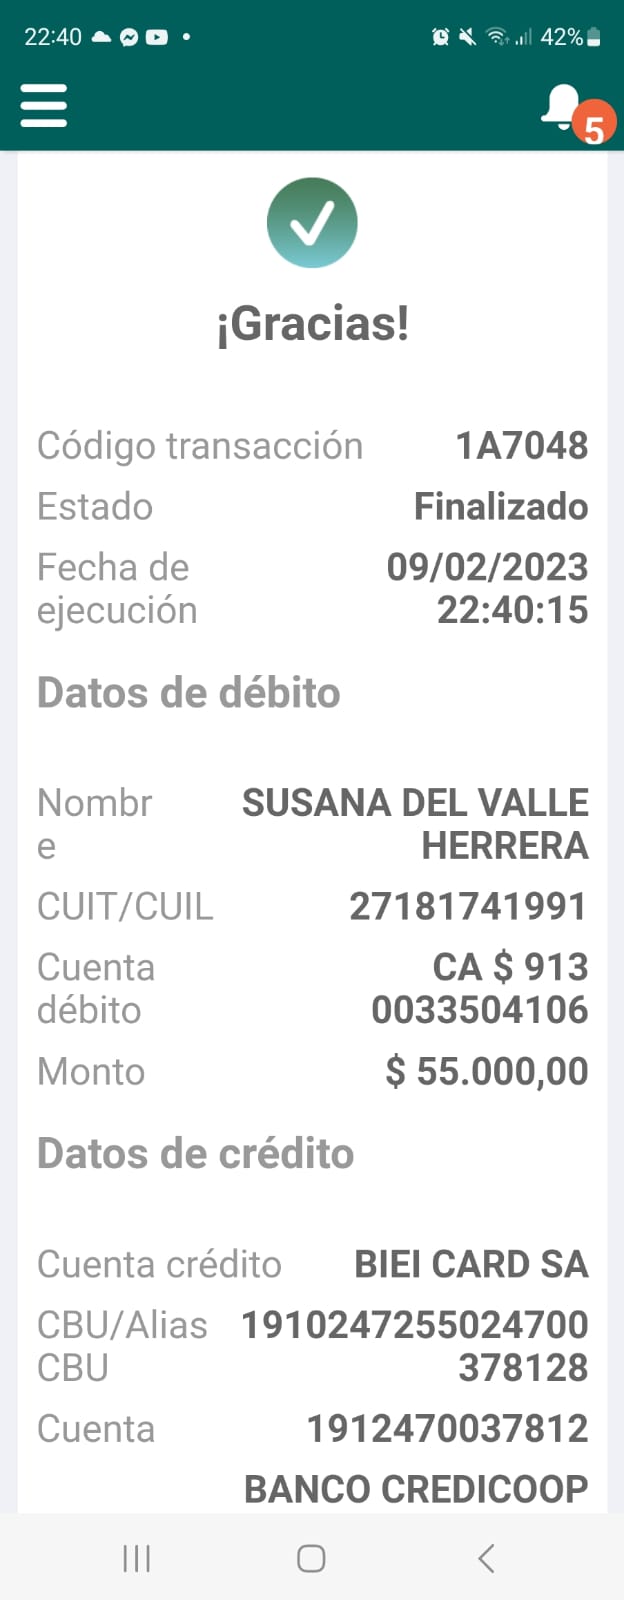 22:40
42%
5
¡Gracias!
Código transacción 1A7048
Estado Finalizado
Fecha de 09/02/2023
ejecución 22:40:15
Datos de débito
Nombr SUSANA DEL VALLE
e HERRERA
CUIT/CUIL 27181741991
Cuenta CA $ 913
débito 0033504106
Monto $ 55.000,00
Datos de crédito
Cuenta crédito BIEI CARD SA
CBU/Alias 1910247255024700
CBU 378128
Cuenta 1912470037812
BANCO CREDICOOP